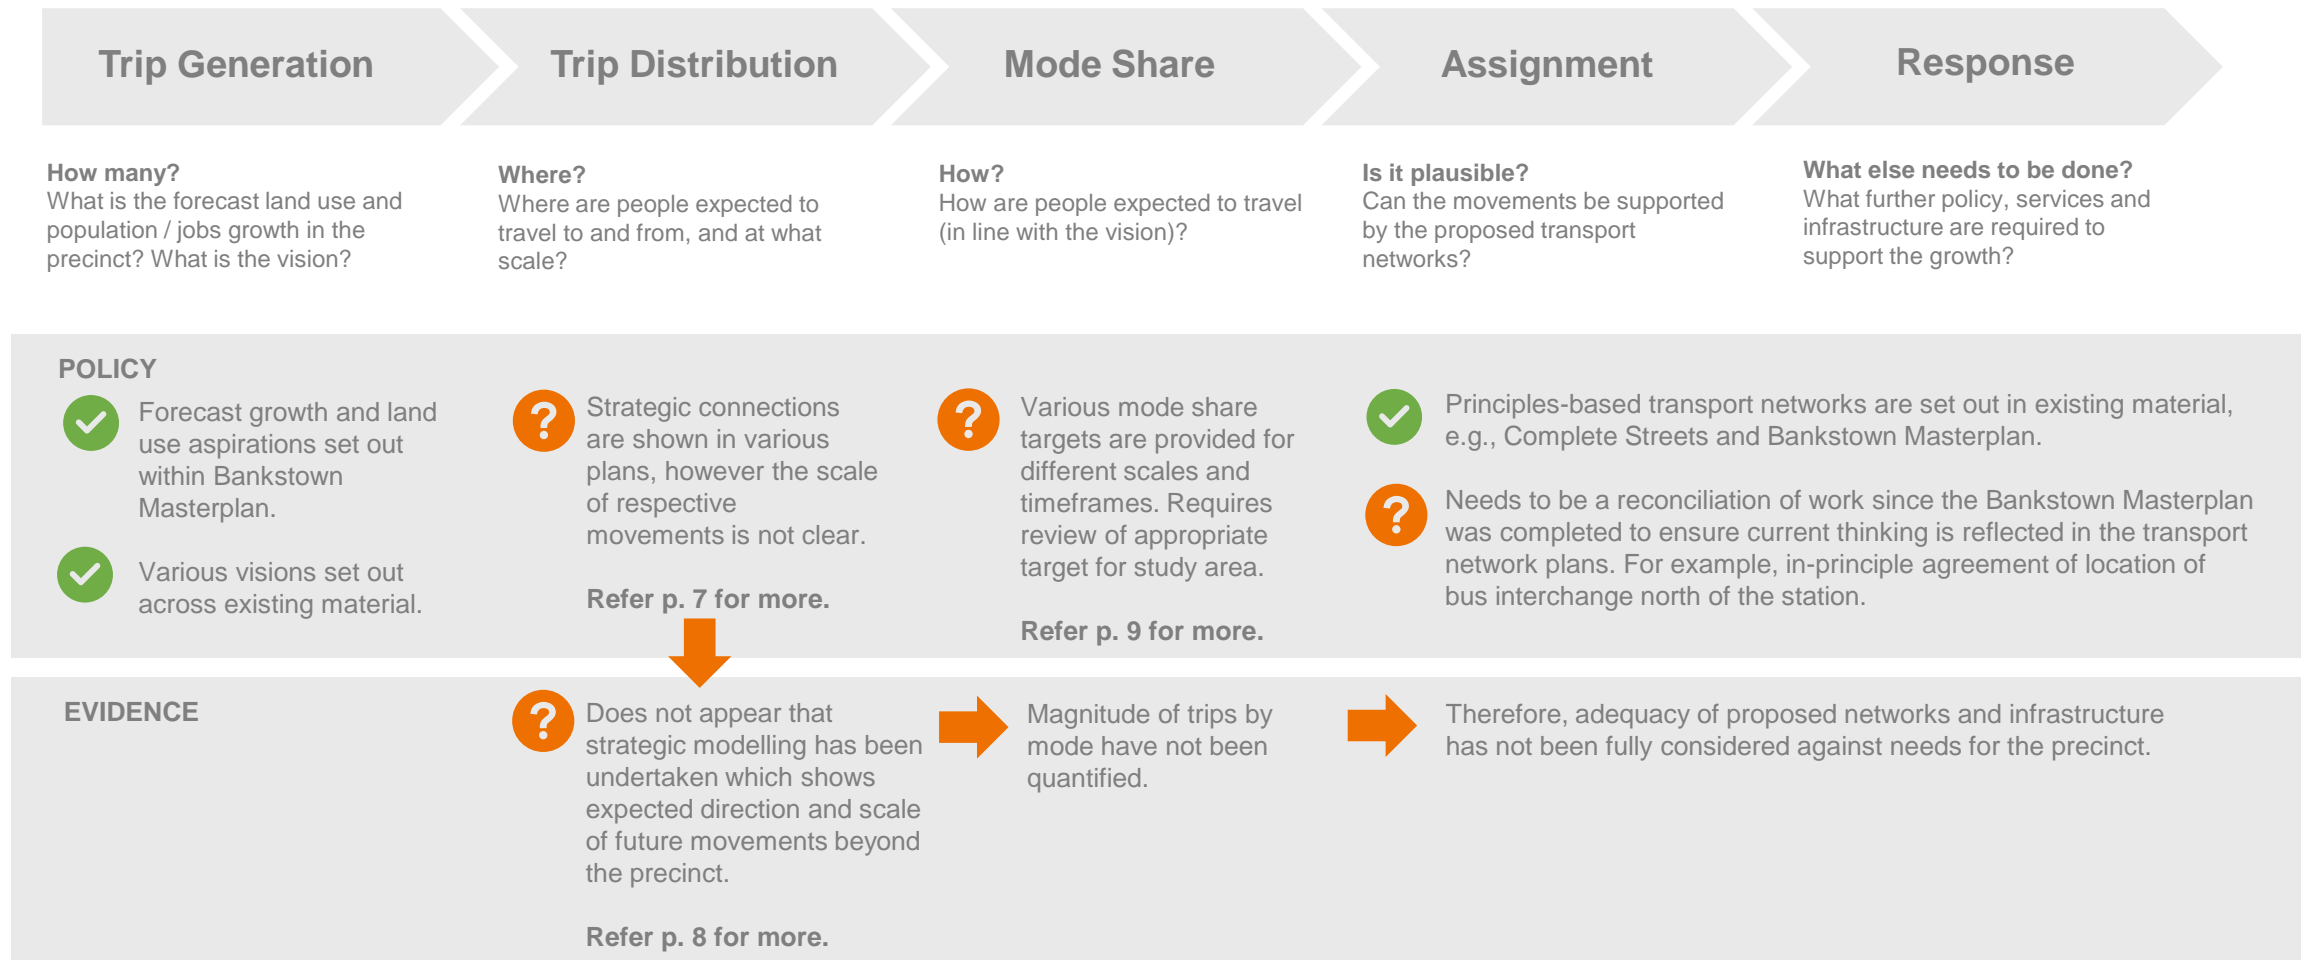 Trip Generation
Trip Distribution
Mode Share
Assignment
Response
How many?
What is the forecast land use and
population / jobs growth in the
precinct? What is the vision?
Where?
Where are people expected to
travel to and from, and at what
scale?
How?
How are people expected to travel
(in line with the vision)?
Is it plausible?
Can the movements be supported
by the proposed transport
networks?
What else needs to be done?
What further policy, services and
infrastructure are required to
support the growth?
POLICY
Forecast growth and land
use aspirations set out
within Bankstown
Masterplan.
Various visions set out
across existing material.
?
Strategic connections
are shown in various
plans, however the scale
of respective
movements is not clear.
Refer p. 7 for more.
?
Various mode share
targets are provided for
different scales and
timeframes. Requires
review of appropriate
target for study area.
Refer p. 9 for more.
Principles-based transport networks are set out in existing material,
e.g., Complete Streets and Bankstown Masterplan.
?
Needs to be a reconciliation of work since the Bankstown Masterplan
was completed to ensure current thinking is reflected in the transport
network plans. For example, in-principle agreement of location of
bus interchange north of the station.
EVIDENCE
?
Does not appear that
strategic modelling has been
undertaken which shows
expected direction and scale
of future movements beyond
the precinct.
Refer p. 8 for more.
Magnitude of trips by
mode have not been
quantified.
Therefore, adequacy of proposed networks and infrastructure
has not been fully considered against needs for the precinct.